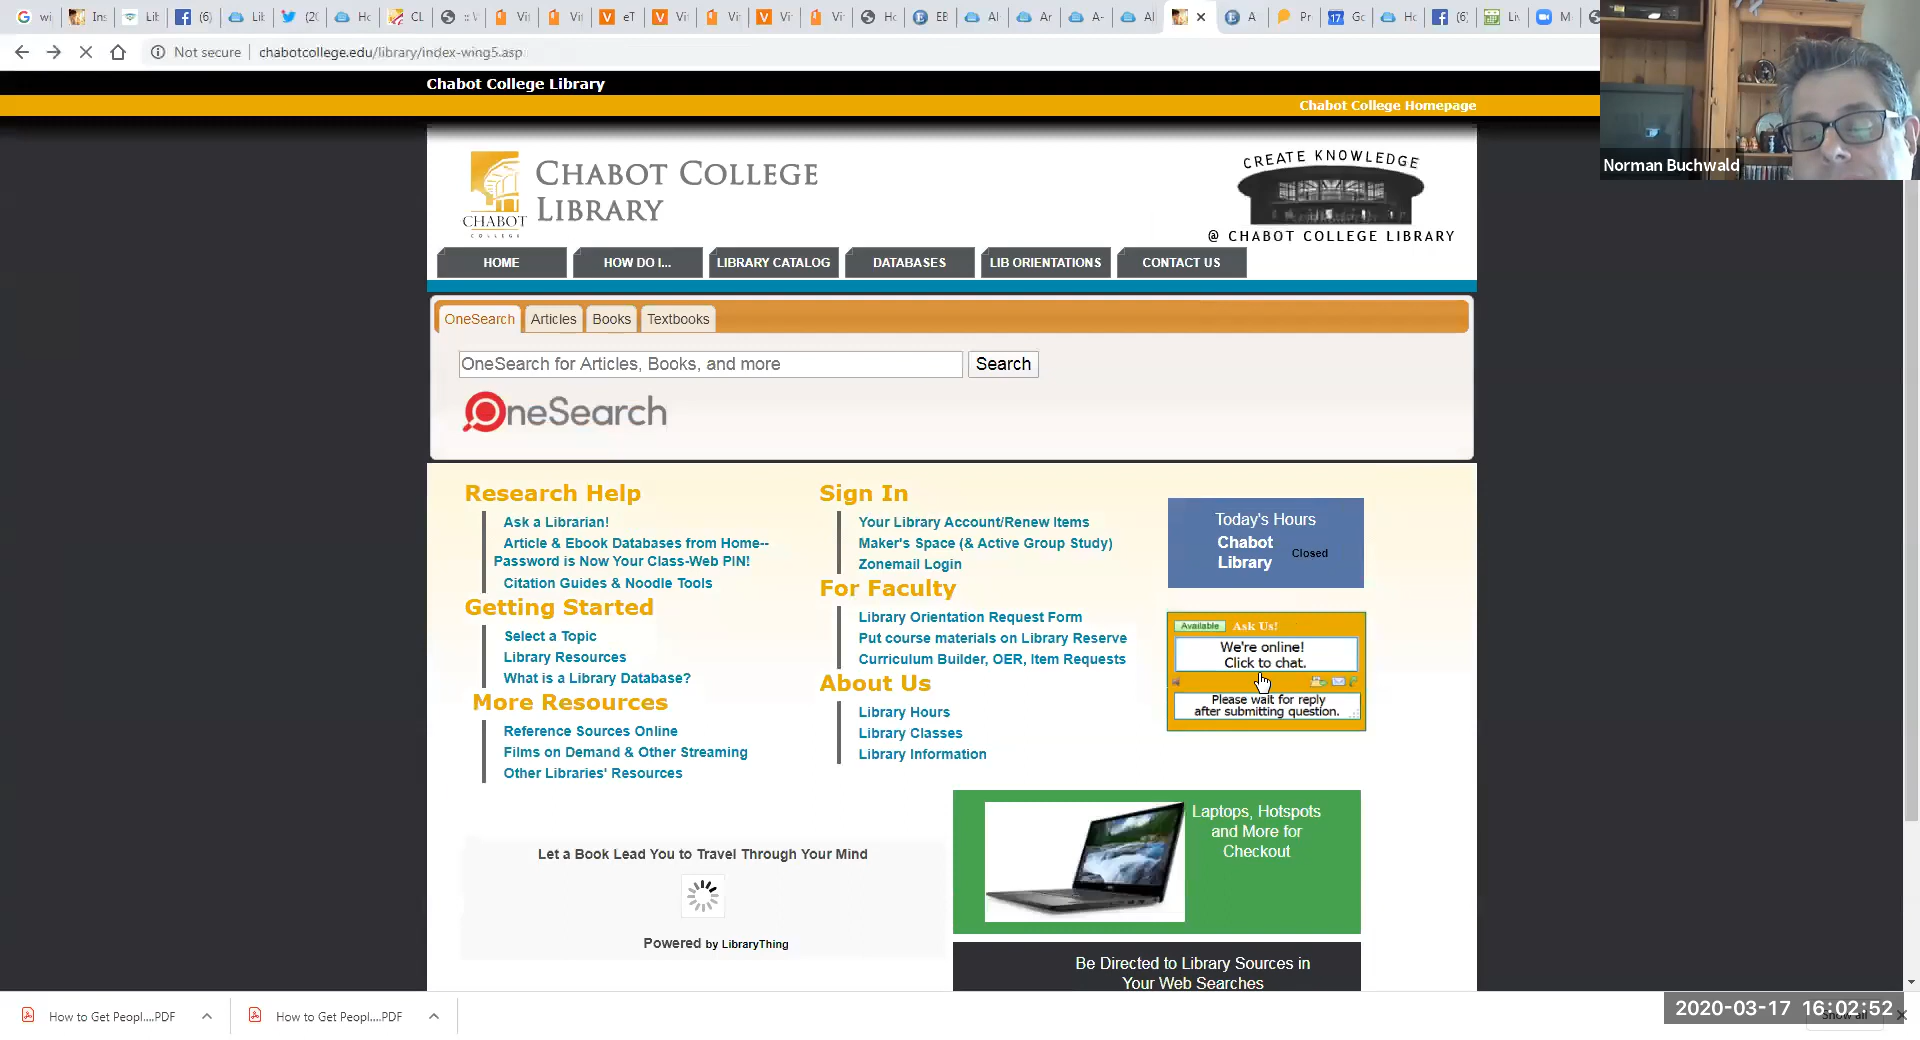 Not secure chabotcollege.edu/library/index-wing5.asp
Chabot College Library
Chabot College Homepage
Norman Buchwald
CHABOT
COLLEGE
CHABOT COLLEGE
LIBRARY
CREATE KNOWLEDGE
@ CHABOT COLLEGE LIBRARY
HOME HOW DO I... LIBRARY CATALOG DATABASES LIB ORIENTATIONS CONTACT US
OneSearch Articles Books Textbooks
OneSearch for Articles, Books, and more Search
OneSearch
Research Help
Ask a Librarian!
Article & Ebook Databases from Home--
Password is Now Your Class-Web PIN!
Citation Guides & Noodle Tools
Getting Started
Select a Topic
Library Resources
What is a Library Database?
More Resources
Reference Sources Online
Films on Demand & Other Streaming
Other Libraries' Resources
Sign In
Your Library Account/Renew Items
Maker's Space (& Active Group Study)
Zonemail Login
For Faculty
Library Orientation Request Form
Put course materials on Library Reserve
Curriculum Builder, OER, Item Requests
About Us
Library Hours
Library Classes
Library Information
Today's Hours
Chabot
Library
Closed
Available Ask Us!
We're online!
Click to chat.
Please wait for reply
after submitting question.
Let a Book Lead You to Travel Through Your Mind
Powered by LibraryThing
Laptops, Hotspots
and More for
Checkout
Be Directed to Library Sources in
Your Web Searches
How to Get Peopl....PDF
How to Get Peopl....PDF
2020-03-17 16:02:52
Show all